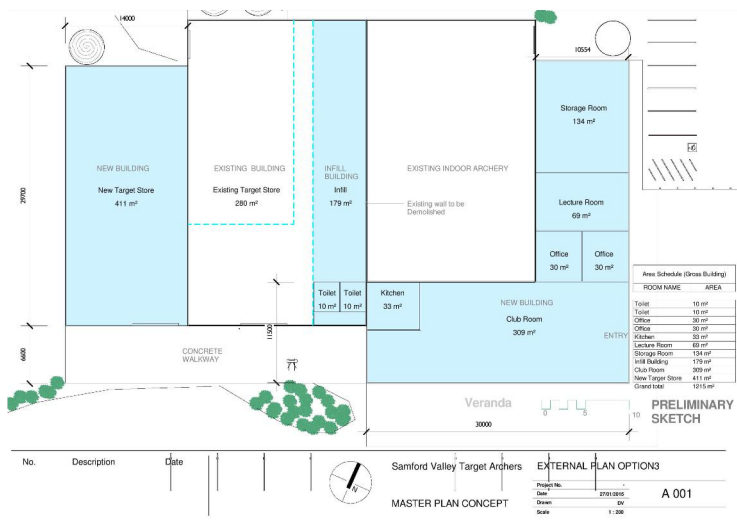 14000
10554
Storage Room
134 m²
NEW BUILDING
New Target Store
411 m²
EXISTING BUILDING
Existing Target Store
280 m²
INFILL
BUILDING
Infill
179 m²
EXISTING INDOOR ARCHERY
Existing wall to be
Demolished
29700
Lecture Room
69 m²
Office
30 m²
Office
30 m²
Toilet
10 m²
Toilet
10 m²
Kitchen
33 m²
NEW BUILDING
Club Room
309 m²
ENTRY
11500
6600
CONCRETE
WALKWAY
Area Schedule (Gross Building)
ROOM NAME AREA
Toilet 10 m²
Toilet 10 m²
Office 30 m²
Office 30 m²
Kitchen 33 m²
Lecture Room 69 m²
Storage Room 134 m²
Infill Building 179 m²
Club Room 309 m²
New Targer Store 411 m²
Grand total 1215 m²
Veranda
0 5 10
PRELIMINARY
SKETCH
30000
No. Description Date
N
Samford Valley Target Archers
MASTER PLAN CONCEPT
EXTERNAL PLAN OPTION3
Project No. -
Date 27/01/2015
Drawn DV
Scale 1 : 200
A 001